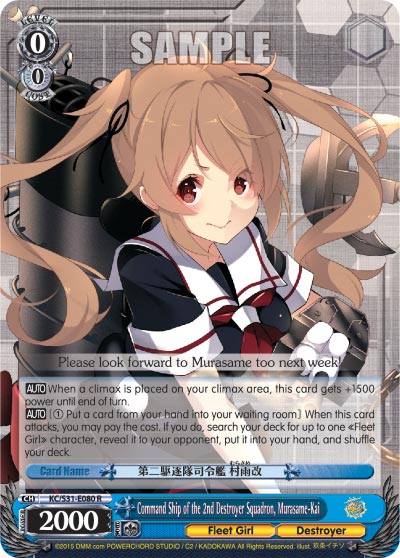 LEVEL
0
0
COST
SAMPLE
Please look forward to Murasame too next week!
AUTO When a climax is placed on your climax area, this card gets +1500
power until end of turn.
AUTO [① Put a card from your hand into your waiting room] When this card
attacks, you may pay the cost. If you do, search your deck for up to one «Fleet
Girl» character, reveal it to your opponent, put it into your hand, and shuffle
your deck.
Card Name
第二駆逐隊司令艦 村雨改
CH KC/S31-E080 R
Command Ship of the 2nd Destroyer Squadron, Murasame-Kai
2000
Fleet Girl
Destroyer
©2015 DMM.com POWERCHORD STUDIO / C2 / KADOKAWA All Rights Reserved.